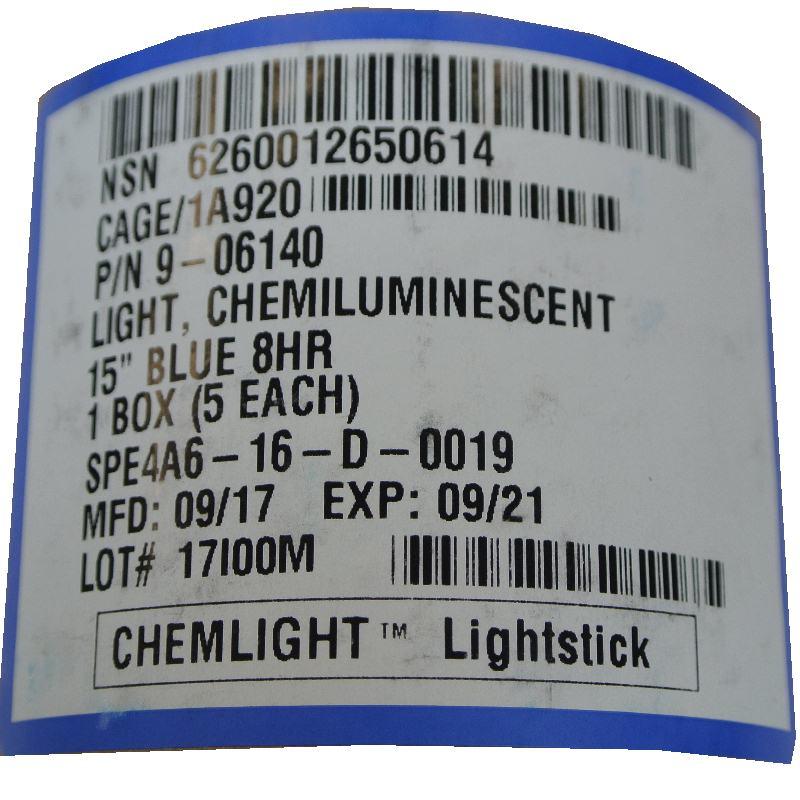 NSN 6260012650614
CAGE/1A920
P/N 9-06140
LIGHT, CHEMILUMINESCENT
15" BLUE 8HR
1 BOX (5 EACH)
SPE4A6-16-D-0019
MFD: 09/17 EXP: 09/21
LOT# 17I00M
CHEMLIGHT™ Lightstick